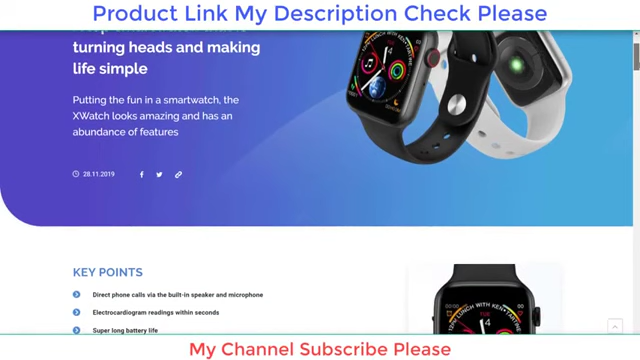 Product Link My Description Check Please
turning heads and making
life simple
Putting the fun in a smartwatch, the
XWatch looks amazing and has an
abundance of features
28.11.2019
KEY POINTS
Direct phone calls via the built-in speaker and microphone
Electrocardiogram readings within seconds
Super long battery life
My Channel Subscribe Please